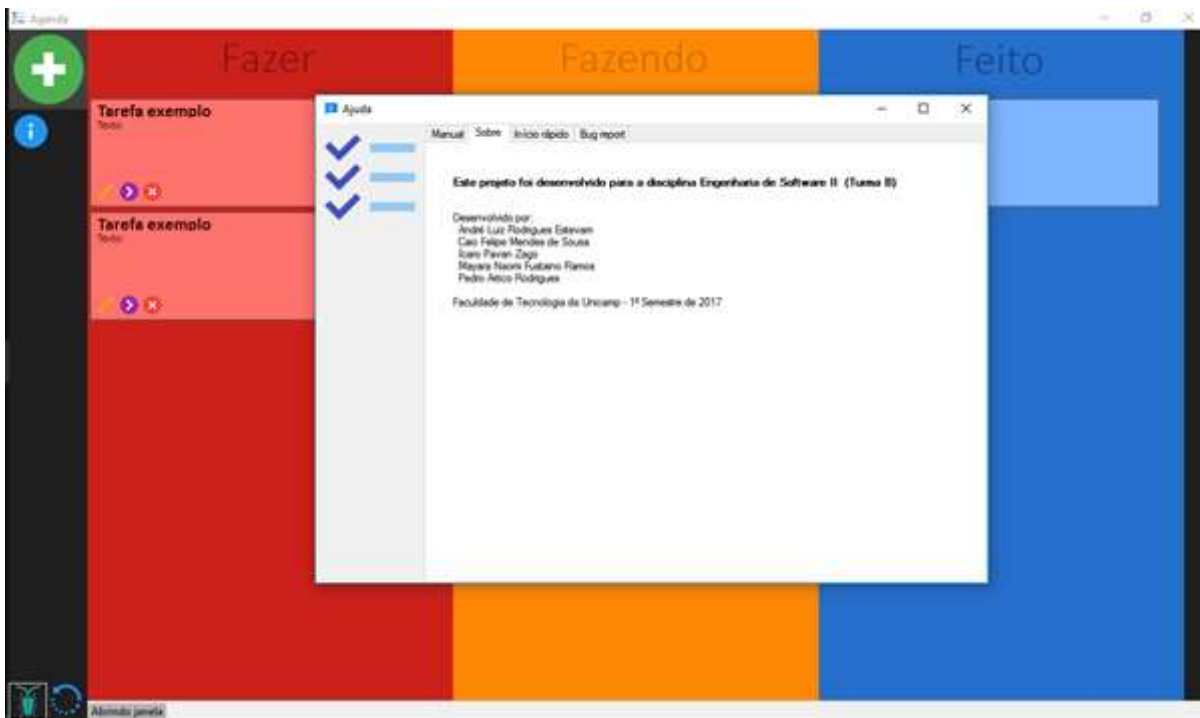 Agenda
Fazer
Fazendo
Feito
Tarefa exemplo
Texto
Tarefa exemplo
Texto
Ajuda
Manual Sobre Início rápido Bug report
Este projeto foi desenvolvido para a disciplina Engenharia de Software II (Turma B)
Desenvolvido por:
André Luiz Rodrigues Estevam
Caio Felipe Mendes de Sousa
Ícaro Pavan Zago
Mayara Naomi Ramos
Pedro Rodrigues
Faculdade de Tecnologia da Unicamp - 1º Semestre de 2017
Abrindo janela